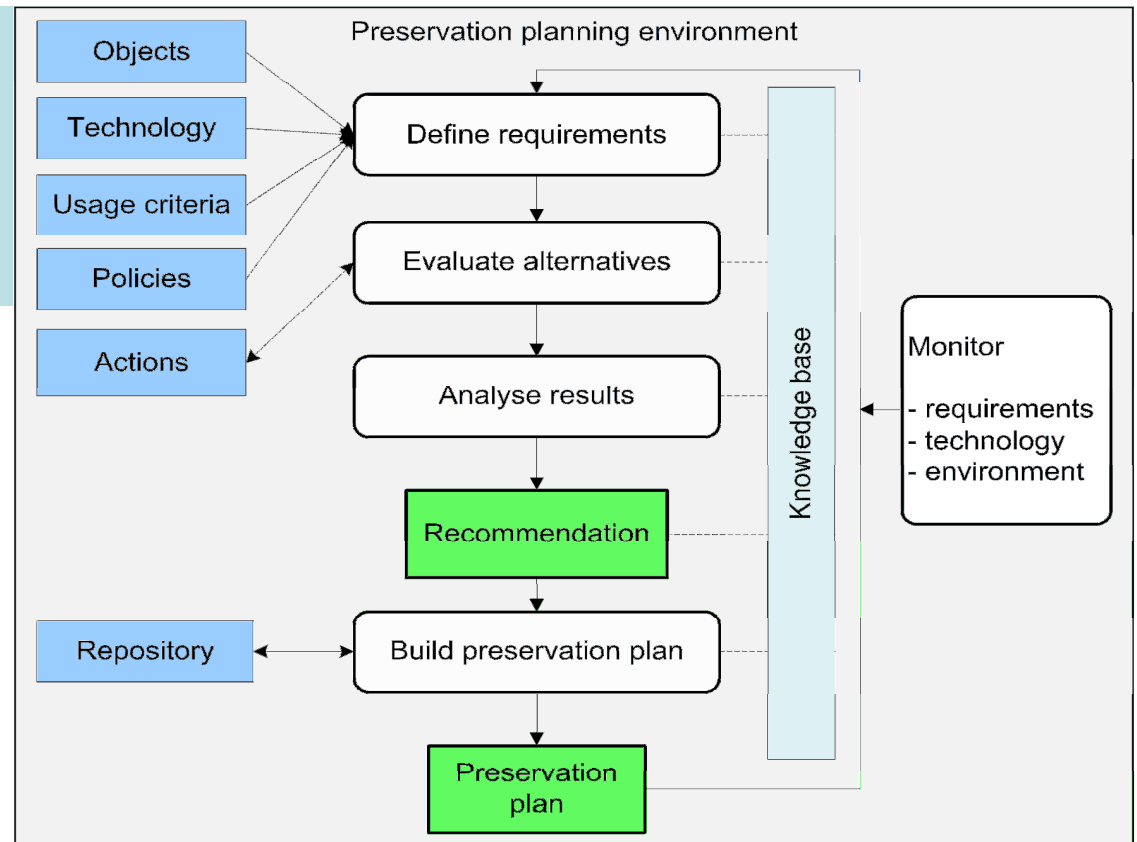 Preservation planning environment
Objects
Technology
Usage criteria
Policies
Actions
Repository
Define requirements
Evaluate alternatives
Analyse results
Recommendation
Build preservation plan
Preservation
plan
Knowledge base
Monitor
- requirements
- technology
- environment